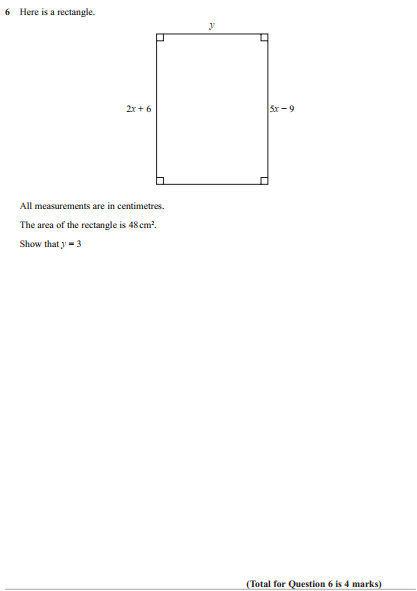 6 Here is a rectangle.
y
2x + 6
5x − 9
All measurements are in centimetres.
The area of the rectangle is 48 cm².
Show that y = 3
(Total for Question 6 is 4 marks)